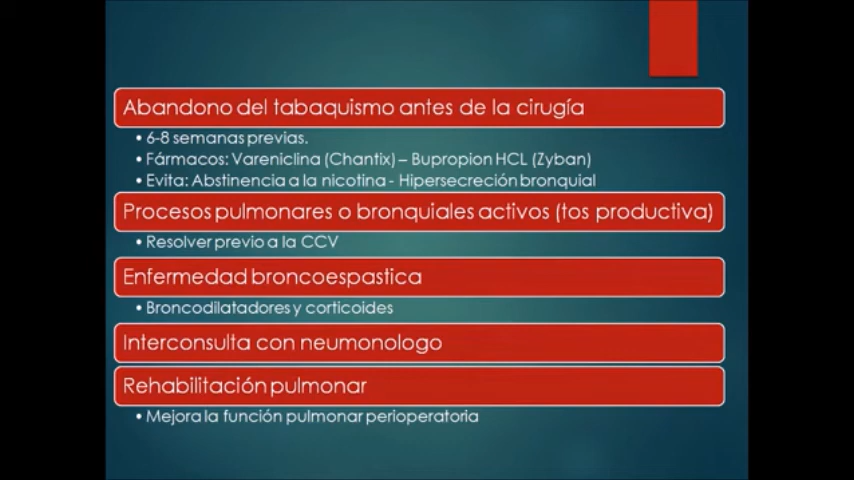 Abandono del tabaquismo antes de la cirugía
• 6-8 semanas previas.
• Fármacos: Vareniclina (Chantix) – Bupropion HCL (Zyban)
• Evita: Abstinencia a la nicotina - Hipersecreción bronquial
Procesos pulmonares o bronquiales activos (tos productiva)
• Resolver previo a la CCV
Enfermedad broncoespastica
• Broncodilatadores y corticoides
Interconsulta con neumonologo
Rehabilitación pulmonar
• Mejora la función pulmonar perioperatoria